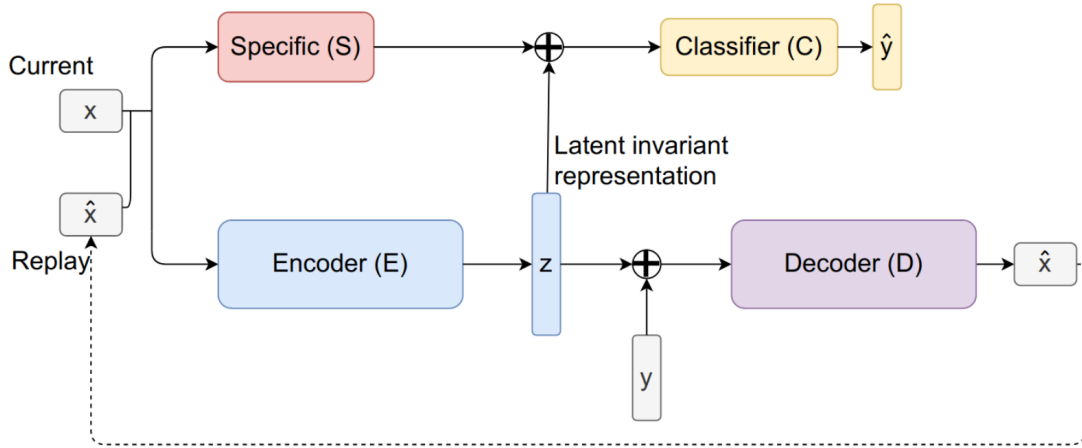 Specific (S)
Classifier (C)
ŷ
Current
x
Latent invariant
representation
x̂
Replay
Encoder (E)
z
Decoder (D)
x̂
y